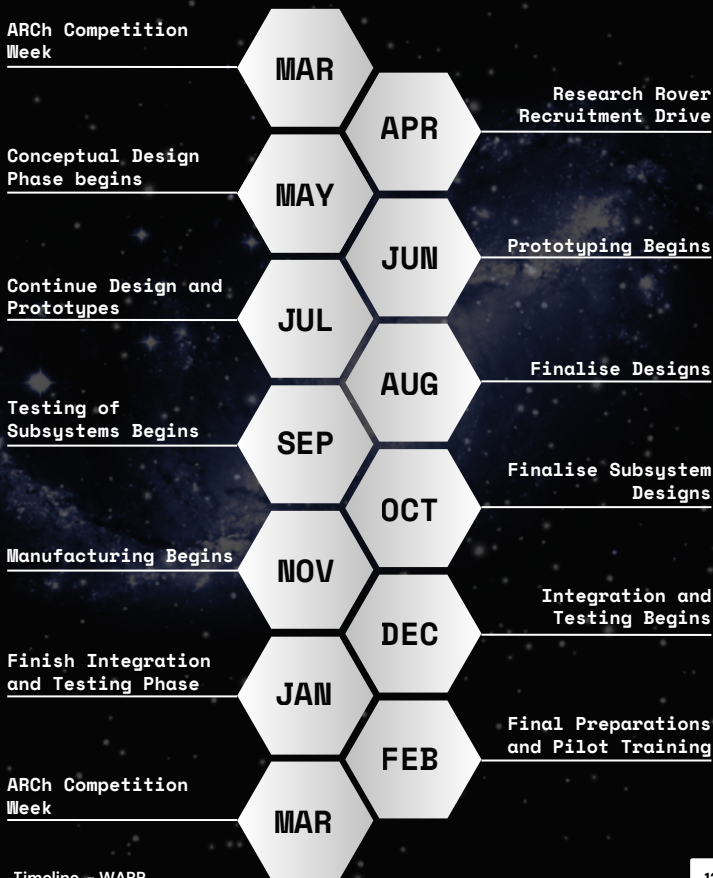 ARCh Competition
Week
MAR
Research Rover
Recruitment Drive
APR
Conceptual Design
Phase begins
MAY
Prototyping Begins
JUN
Continue Design and
Prototypes
JUL
Finalise Designs
AUG
Testing of
Subsystems Begins
SEP
Finalise Subsystem
Designs
OCT
Manufacturing Begins
NOV
Integration and
Testing Begins
DEC
Finish Integration
and Testing Phase
JAN
Final Preparations
and Pilot Training
FEB
ARCh Competition
Week
MAR